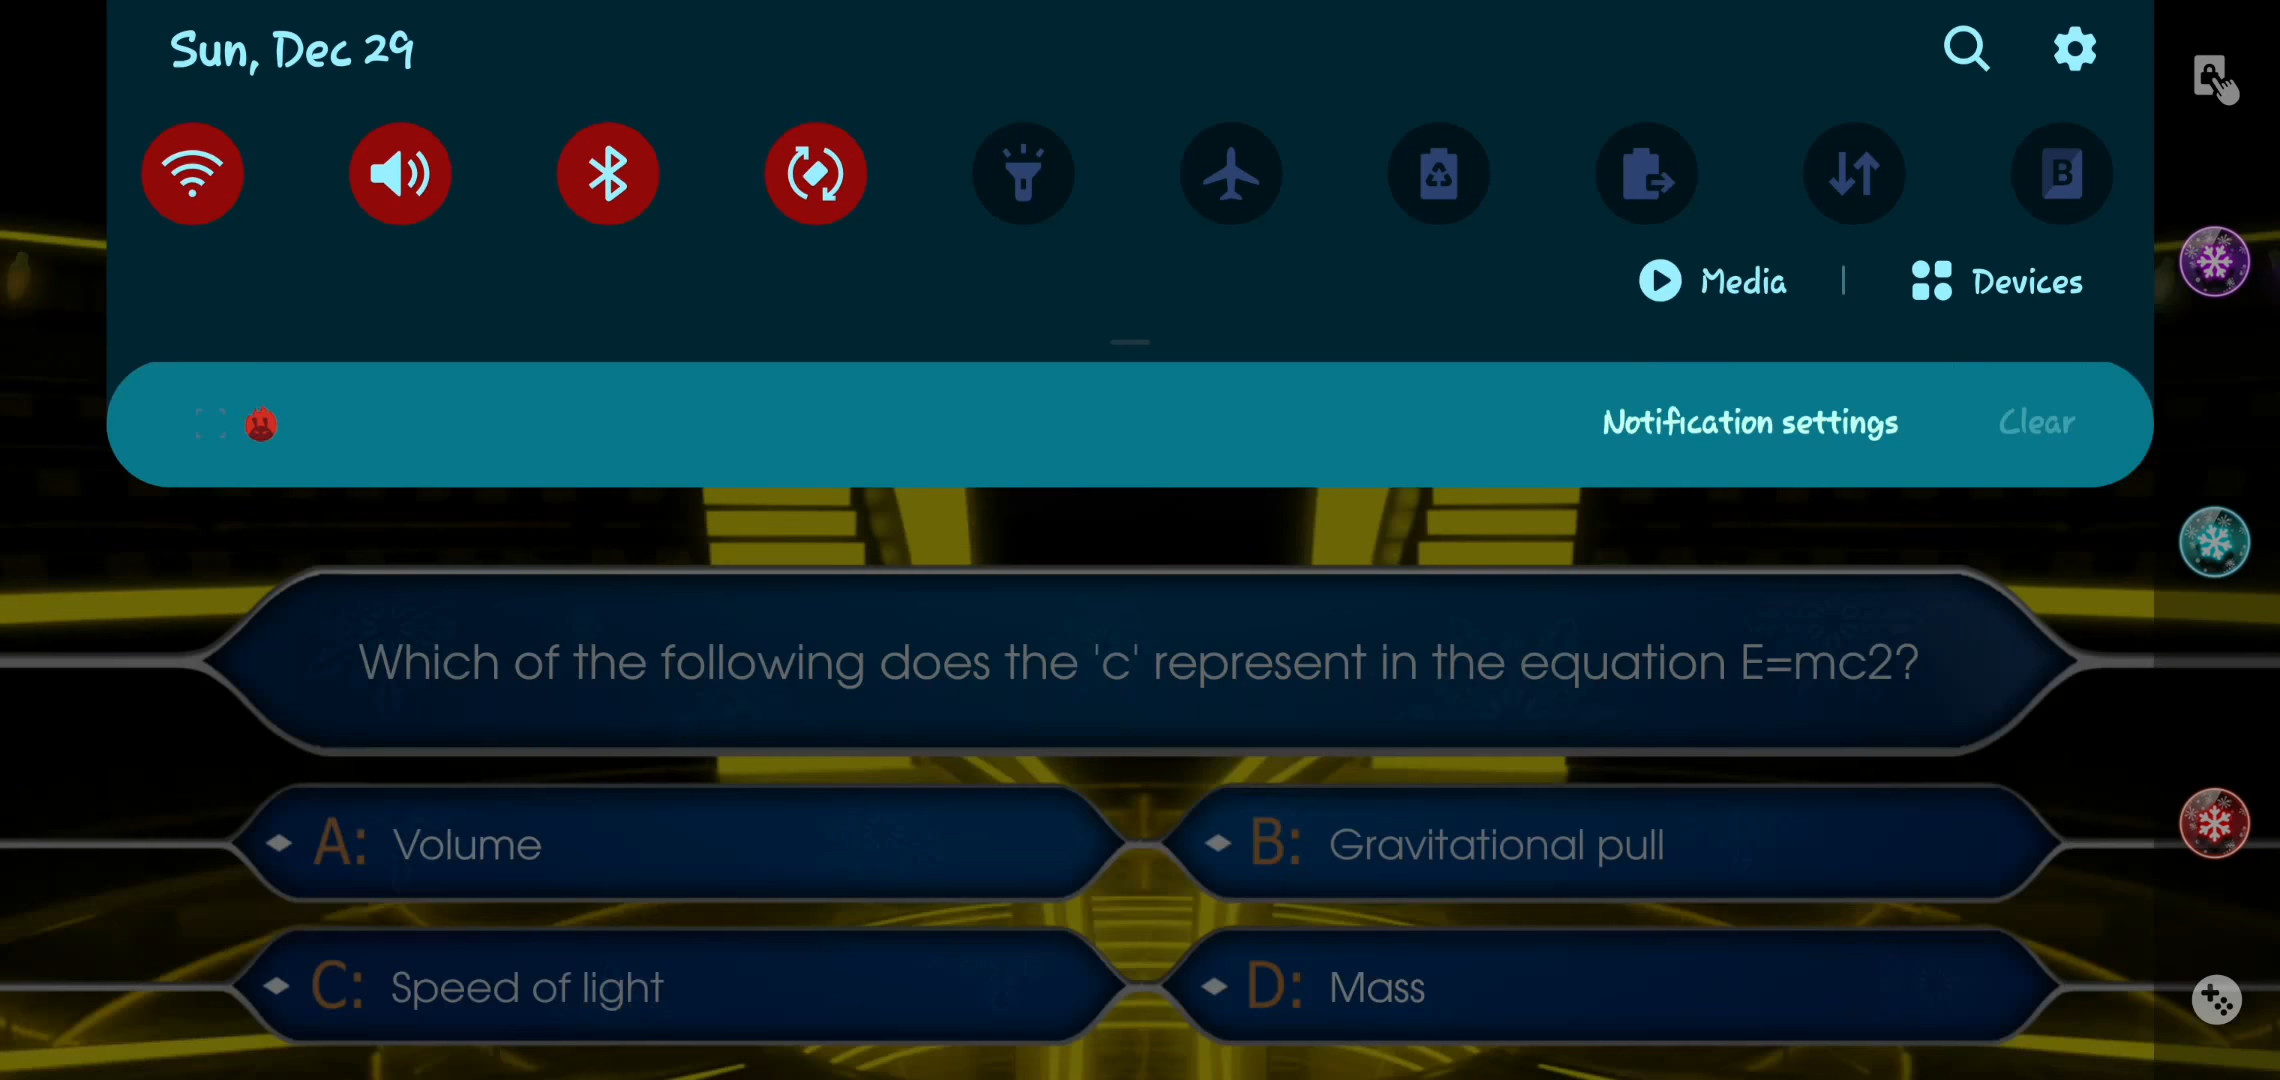 Sun, Dec 29
B
Media | Devices
Notification settings Clear
Which of the following does the 'c' represent in the equation E=mc2?
A: Volume
B: Gravitational pull
C: Speed of light
D: Mass